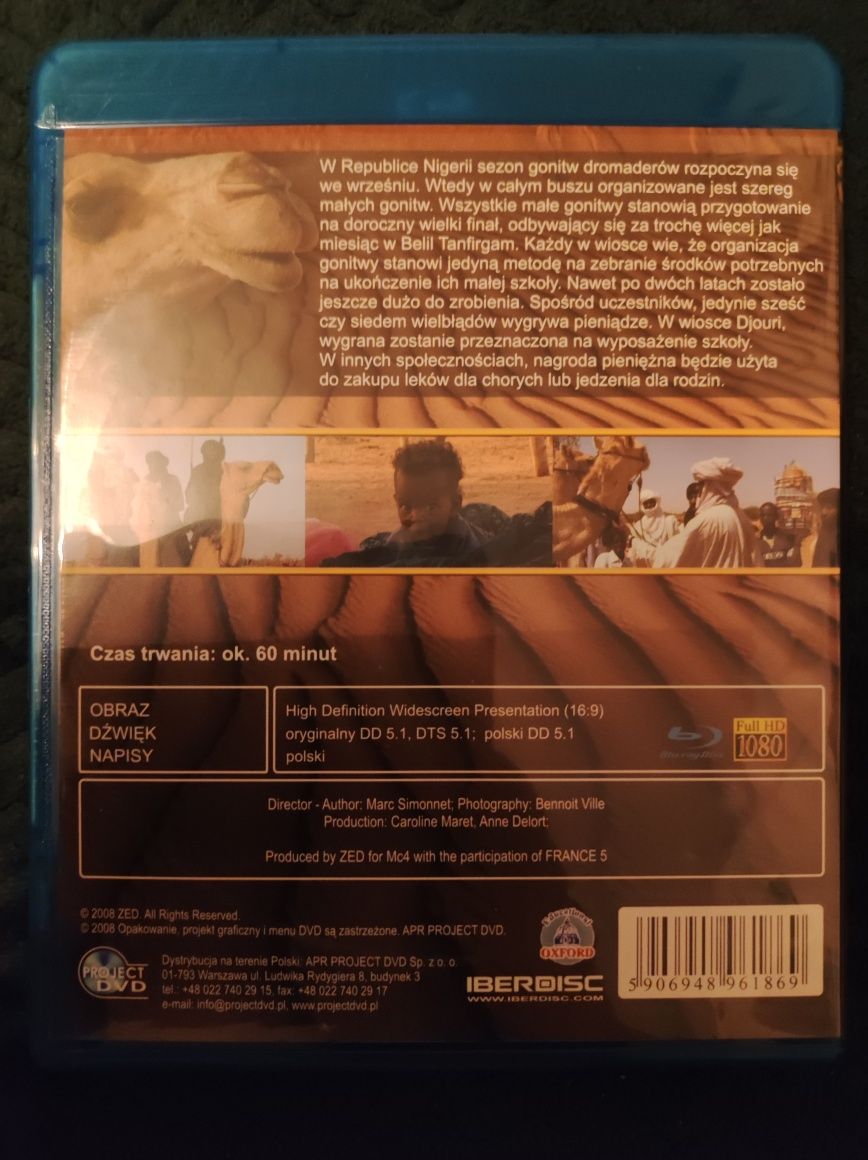 W Republice Nigerii sezon gonitw dromaderów rozpoczyna się
we wrześniu. Wtedy w całym buszu organizowane jest szereg
małych gonitw. Wszystkie małe gonitwy stanowią przygotowanie
na doroczny wielki finał, odbywający się za trochę więcej jak
miesiąc w Belil Tanfirgam. Każdy w wiosce wie, że organizacja
gonitwy stanowi jedyną metodę na zebranie środków potrzebnych
na ukończenie ich małej szkoły. Nawet po dwóch latach zostało
jeszcze dużo do zrobienia. Spośród uczestników, jedynie sześć
czy siedem wielbłądów wygrywa pieniądze. W wiosce Djouri,
wygrana zostanie przeznaczona na wyposażenie szkoły.
W innych społecznościach, nagroda pieniężna będzie użyta
do zakupu leków dla chorych lub jedzenia dla rodzin.
Czas trwania: ok. 60 minut
OBRAZ
High Definition Widescreen Presentation (16:9)
DŹWIĘK
oryginalny DD 5.1, DTS 5.1; polski DD 5.1
NAPISY
polski
Blu-ray Disc
Full HD
1080
Director - Author: Marc Simonnet; Photography: Bennoit Ville
Production: Caroline Maret, Anne Delort;
Produced by ZED for Mc4 with the participation of FRANCE 5
© 2008 ZED. All Rights Reserved.
© 2008 Opakowanie, projekt graficzny i menu DVD są zastrzeżone. APR PROJECT DVD.
PROJECT
DVD
Dystrybucja na terenie Polski: APR PROJECT DVD Sp. z o. o.
01-793 Warszawa ul. Ludwika Rydygiera 8, budynek 3
tel.: +48 022 740 29 15, fax: +48 022 740 29 17
e-mail: info@projectdvd.pl, www.projectdvd.pl
Educational
OXFORD
IBERDISC
WWW.IBERDISC.COM
5 906948 961869